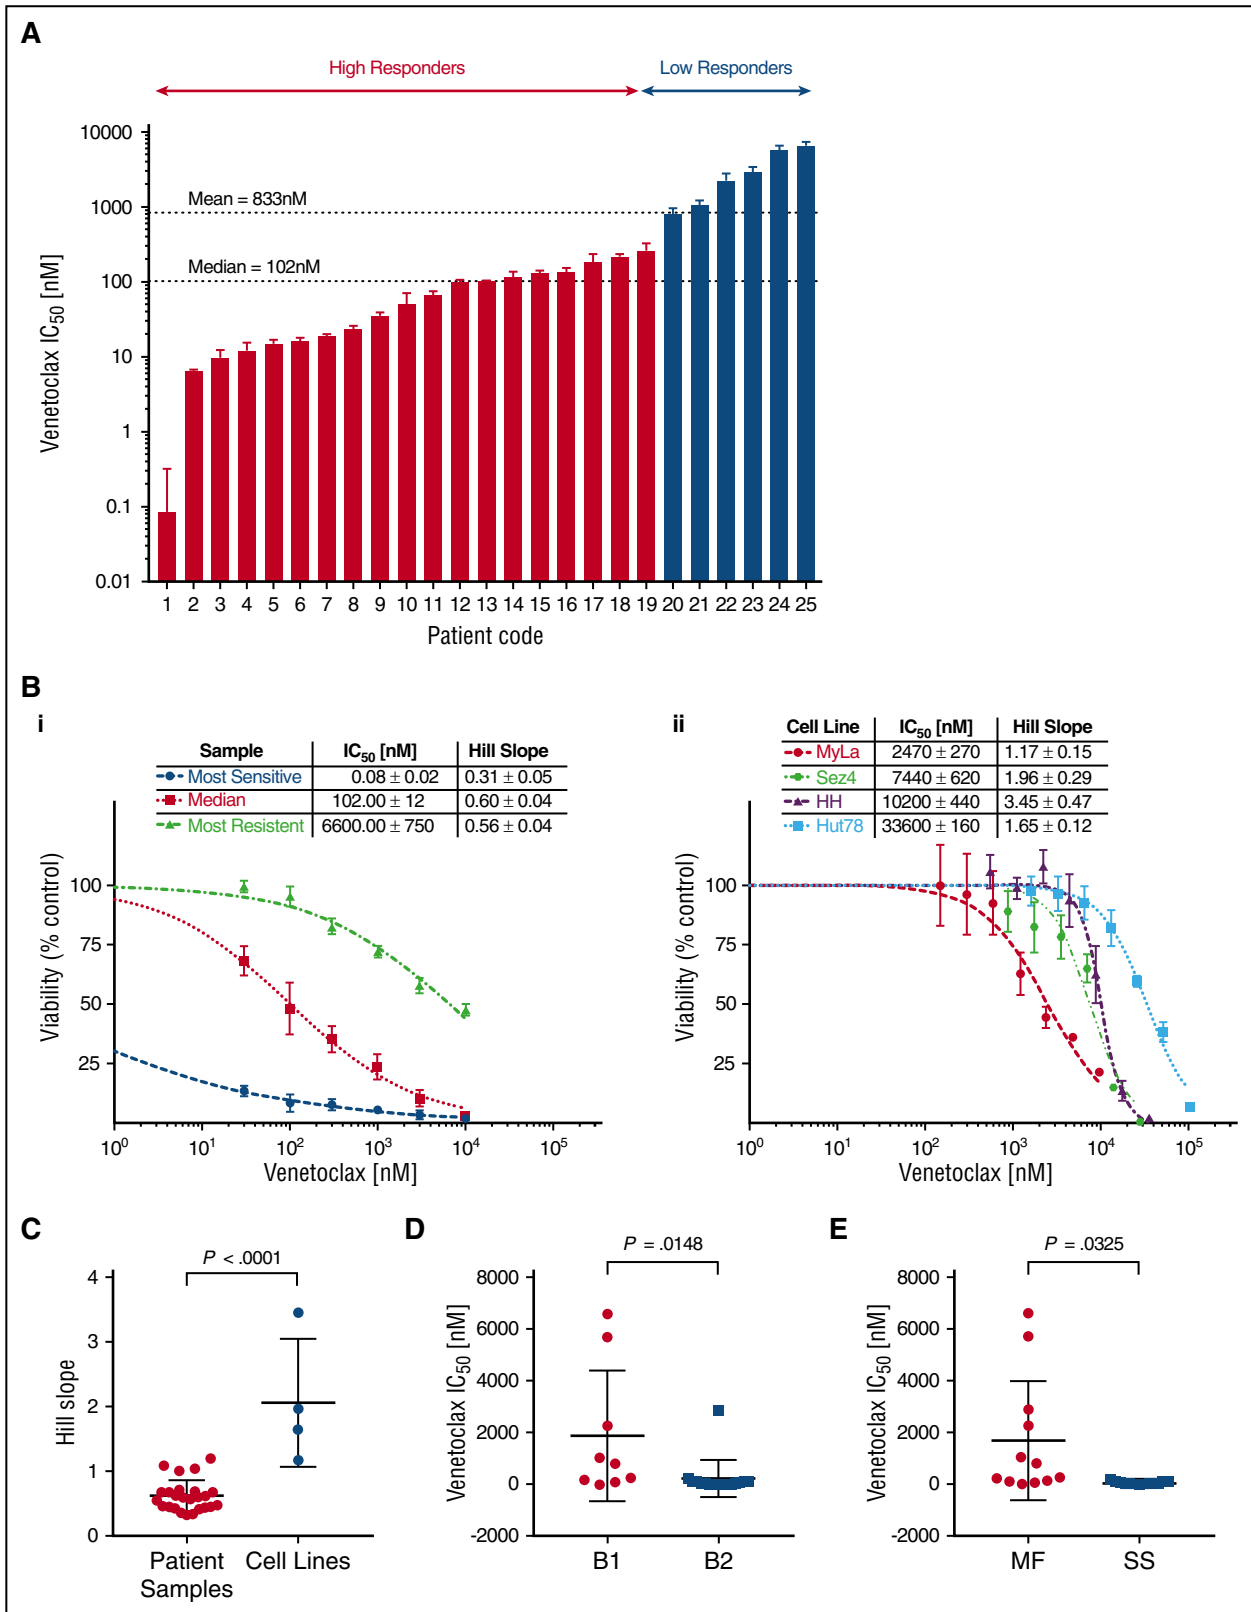 A
High Responders
Low Responders
Venetoclax IC50 [nM]
10000
1000
100
10
1
0.1
0.01
Mean = 833nM
Median = 102nM
1 2 3 4 5 6 7 8 9 10 11 12 13 14 15 16 17 18 19 20 21 22 23 24 25
Patient code
B
i
Sample IC50 [nM] Hill Slope
Most Sensitive 0.08 ± 0.02 0.31 ± 0.05
Median 102.00 ± 12 0.60 ± 0.04
Most Resistent 6600.00 ± 750 0.56 ± 0.04
Viability (% control)
100
75
50
25
10^0 10^1 10^2 10^3 10^4 10^5
Venetoclax [nM]
ii
Cell Line IC50 [nM] Hill Slope
MyLa 2470 ± 270 1.17 ± 0.15
Sez4 7440 ± 620 1.96 ± 0.29
HH 10200 ± 440 3.45 ± 0.47
Hut78 33600 ± 160 1.65 ± 0.12
Viability (% control)
100
75
50
25
10^0 10^1 10^2 10^3 10^4 10^5
Venetoclax [nM]
C
P < .0001
Hill slope
4
3
2
1
0
Patient Samples
Cell Lines
D
P = .0148
Venetoclax IC50 [nM]
8000
6000
4000
2000
0
-2000
B1 B2
E
P = .0325
Venetoclax IC50 [nM]
8000
6000
4000
2000
0
-2000
MF SS